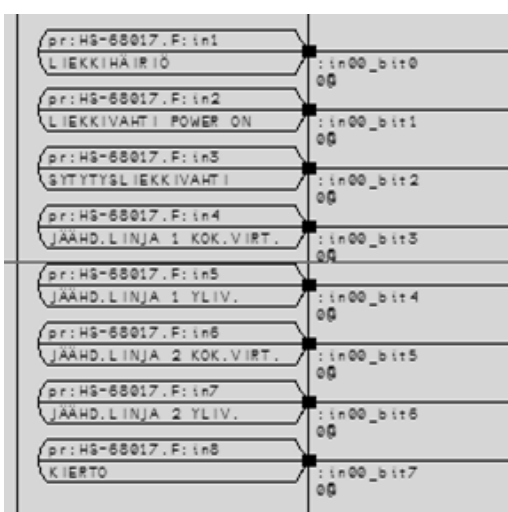 pr:HS-68017.F:in1
LIEKKIHÄIRIÖ
:in00_bit0
0@
pr:HS-68017.F:in2
LIEKKIVAHTI POWER ON
:in00_bit1
0@
pr:HS-68017.F:in3
SYTYTYSLIEKKIVAHTI
:in00_bit2
0@
pr:HS-68017.F:in4
JÄÄHD.LINJA 1 KOK.VIRT.
:in00_bit3
0@
pr:HS-68017.F:in5
JÄÄHD.LINJA 1 YLIV.
:in00_bit4
0@
pr:HS-68017.F:in6
JÄÄHD.LINJA 2 KOK.VIRT.
:in00_bit5
0@
pr:HS-68017.F:in7
JÄÄHD.LINJA 2 YLIV.
:in00_bit6
0@
pr:HS-68017.F:in8
KIERTO
:in00_bit7
0@